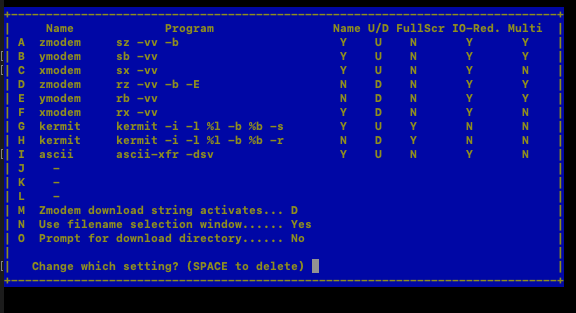 Name Program Name U/D FullScr IO-Red. Multi
A zmodem sz -vv -b Y U N Y Y
B ymodem sb -vv Y U N Y Y
C xmodem sx -vv Y U N Y N
D zmodem rz -vv -b -E N D N Y Y
E ymodem rb -vv N D N Y Y
F xmodem rx -vv Y D N Y N
G kermit kermit -i -l %l -b %b -s Y U Y N N
H kermit kermit -i -l %l -b %b -r N D Y N N
I ascii ascii-xfr -dsv Y U N Y N
J -
K -
L -
M Zmodem download string activates... D
N Use filename selection window...... Yes
O Prompt for download directory...... No
Change which setting? (SPACE to delete)